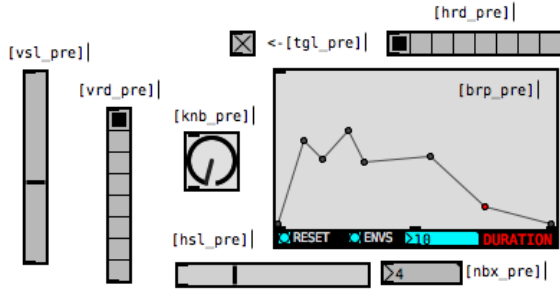 [hrd_pre]
<-[tgl_pre]
[vsl_pre]
[vrd_pre]
[brp_pre]
[knb_pre]
[hsl_pre]
RESET ENVS >10 DURATION
>4 [nbx_pre]